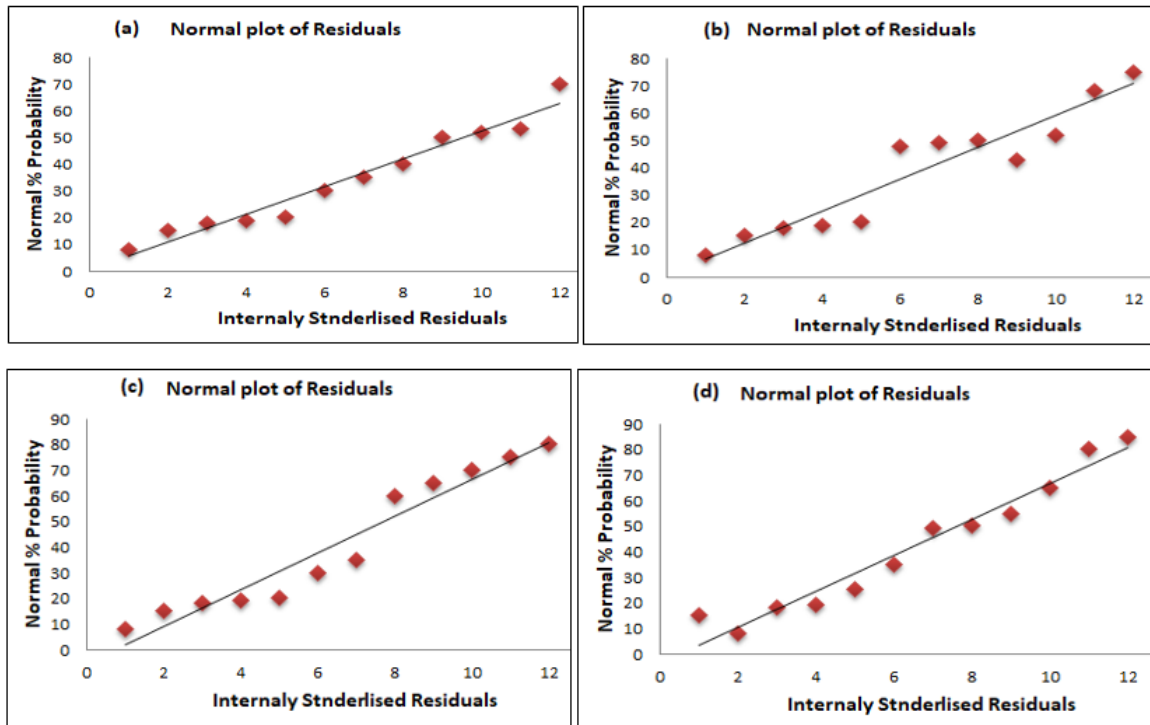 (a) Normal plot of Residuals
Normal % Probability
80
70
60
50
40
30
20
10
0
0 2 4 6 8 10 12
Internaly Stnderlised Residuals
(b) Normal plot of Residuals
Normal % Probability
80
70
60
50
40
30
20
10
0
0 2 4 6 8 10 12
Internaly Stnderlised Residuals
(c) Normal plot of Residuals
Normal % Probability
90
80
70
60
50
40
30
20
10
0
0 2 4 6 8 10 12
Internaly Stnderlised Residuals
(d) Normal plot of Residuals
Normal % Probability
90
80
70
60
50
40
30
20
10
0
0 2 4 6 8 10 12
Internaly Stnderlised Residuals